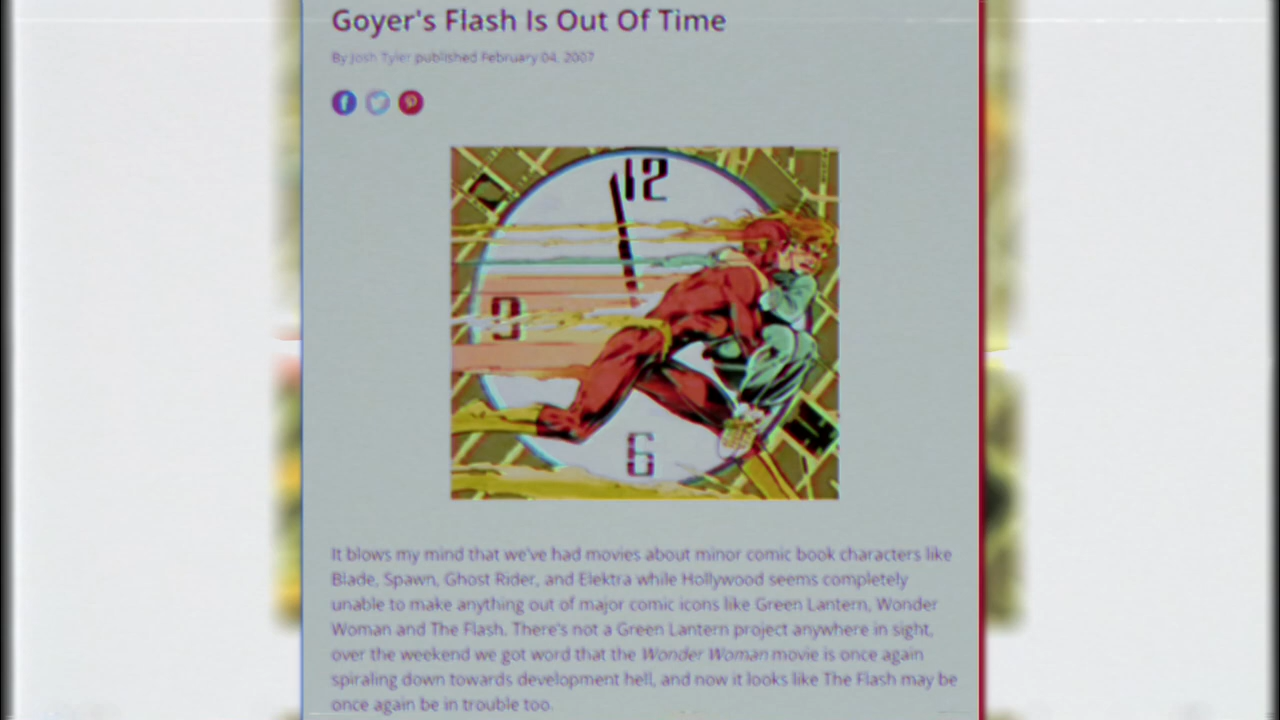 Goyer's Flash Is Out Of Time
By Josh Tyler published February 04, 2007
12
9
6
It blows my mind that we've had movies about minor comic book characters like
Blade, Spawn, Ghost Rider, and Elektra while Hollywood seems completely
unable to make anything out of major comic icons like Green Lantern, Wonder
Woman and The Flash. There's not a Green Lantern project anywhere in sight,
over the weekend we got word that the Wonder Woman movie is once again
spiraling down towards development hell, and now it looks like The Flash may be
once again be in trouble too.